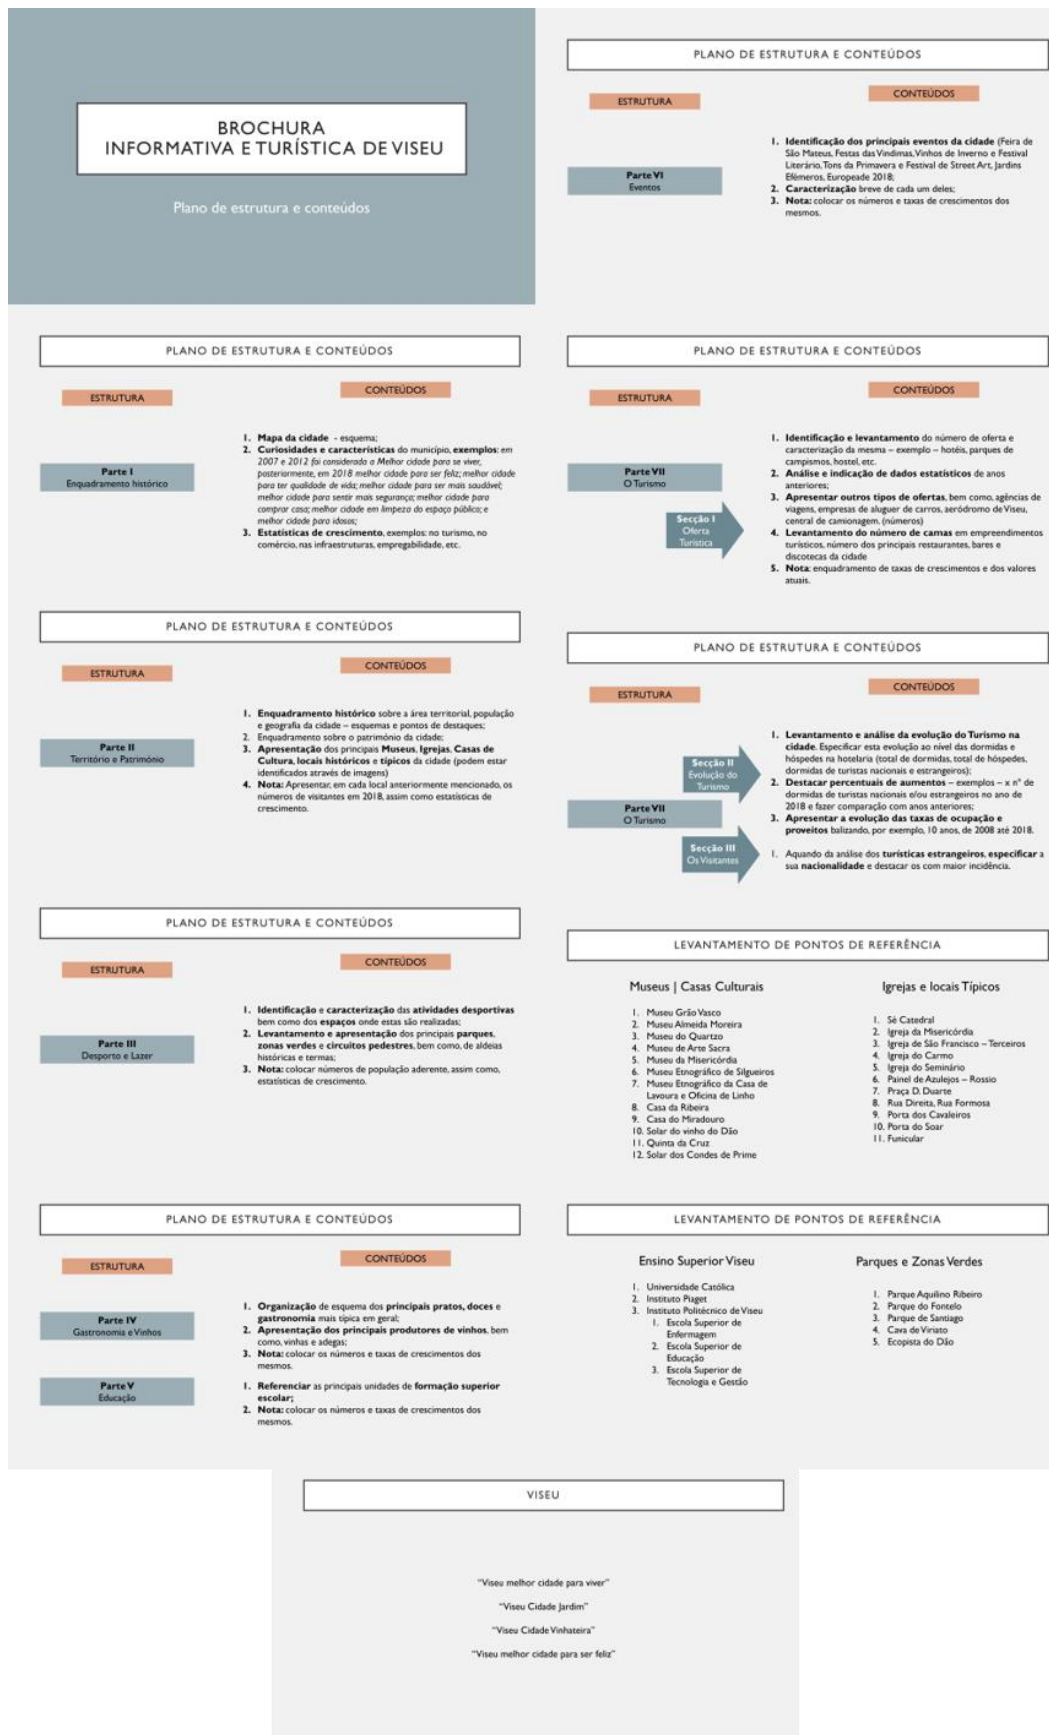 BROCHURA
INFORMATIVA E TURÍSTICA DE VISEU
Plano de estrutura e conteúdos
PLANO DE ESTRUTURA E CONTEÚDOS
ESTRUTURA
CONTEÚDOS
Parte I
Enquadramento histórico
1. Mapa da cidade - esquema;
2. Curiosidades e características do município, exemplos: em
2007 e 2012 foi considerada a Melhor cidade para se viver,
posteriormente, em 2018 melhor cidade para ser feliz; melhor cidade
para ter qualidade de vida; melhor cidade para ser mais saudável;
melhor cidade para sentir mais segurança; melhor cidade para
comprar casa; melhor cidade em limpeza do espaço público; e
melhor cidade para idosos;
3. Estatísticas de crescimento, exemplos: no turismo, no
comércio, nas infraestruturas, empregabilidade, etc.
PLANO DE ESTRUTURA E CONTEÚDOS
ESTRUTURA
CONTEÚDOS
Parte II
Território e Património
1. Enquadramento histórico sobre a área territorial, população
e geografia da cidade – esquemas e pontos de destaques;
2. Enquadramento sobre o património da cidade;
3. Apresentação dos principais Museus, Igrejas, Casas de
Cultura, locais históricos e típicos da cidade (podem estar
identificados através de imagens)
4. Nota: Apresentar, em cada local anteriormente mencionado, os
números de visitantes em 2018, assim como estatísticas de
crescimento.
PLANO DE ESTRUTURA E CONTEÚDOS
ESTRUTURA
CONTEÚDOS
Parte III
Desporto e Lazer
1. Identificação e caracterização das atividades desportivas
bem como dos espaços onde estas são realizadas;
2. Levantamento e apresentação dos principais parques,
zonas verdes e circuitos pedestres, bem como, de aldeias
históricas e termas;
3. Nota: colocar números de população aderente, assim como,
estatísticas de crescimento.
PLANO DE ESTRUTURA E CONTEÚDOS
ESTRUTURA
CONTEÚDOS
Parte IV
Gastronomia e Vinhos
1. Organização de esquema dos principais pratos, doces e
gastronomia mais típica em geral;
2. Apresentação dos principais produtores de vinhos, bem
como, vinhas e adegas;
3. Nota: colocar os números e taxas de crescimentos dos
mesmos.
Parte V
Educação
1. Referenciar as principais unidades de formação superior
escolar;
2. Nota: colocar os números e taxas de crescimentos dos
mesmos.
PLANO DE ESTRUTURA E CONTEÚDOS
ESTRUTURA
CONTEÚDOS
Parte VI
Eventos
1. Identificação dos principais eventos da cidade (Feira de
São Mateus, Festas das Vindimas, Vinhos de Inverno e Festival
Literário, Tons da Primavera e Festival de Street Art, Jardins
Efémeros, Europeade 2018;
2. Caracterização breve de cada um deles;
3. Nota: colocar os números e taxas de crescimentos dos
mesmos.
PLANO DE ESTRUTURA E CONTEÚDOS
ESTRUTURA
CONTEÚDOS
Parte VII
O Turismo
Secção I
Oferta
Turística
1. Identificação e levantamento do número de oferta e
caracterização da mesma – exemplo – hotéis, parques de
campismos, hostel, etc.
2. Análise e indicação de dados estatísticos de anos
anteriores;
3. Apresentar outros tipos de ofertas, bem como, agências de
viagens, empresas de aluguer de carros, aeródromo de Viseu,
central de camionagem. (números)
4. Levantamento do número de camas em empreendimentos
turísticos, número dos principais restaurantes, bares e
discotecas da cidade
5. Nota: enquadramento de taxas de crescimentos e dos valores
atuais.
PLANO DE ESTRUTURA E CONTEÚDOS
ESTRUTURA
CONTEÚDOS
Secção II
Evolução do
Turismo
Parte VII
O Turismo
Secção III
Os Visitantes
1. Levantamento e análise da evolução do Turismo na
cidade. Especificar esta evolução ao nível das dormidas e
hóspedes na hotelaria (total de dormidas, total de hóspedes,
dormidas de turistas nacionais e estrangeiros);
2. Destacar percentuais de aumentos – exemplos – x nº de
dormidas de turistas nacionais e/ou estrangeiros no ano de
2018 e fazer comparação com anos anteriores;
3. Apresentar a evolução das taxas de ocupação e
proveitos balizando, por exemplo, 10 anos, de 2008 até 2018.
1. Aquando da análise dos turísticas estrangeiros, especificar a
sua nacionalidade e destacar os com maior incidência.
LEVANTAMENTO DE PONTOS DE REFERÊNCIA
Museus | Casas Culturais
1. Museu Grão Vasco
2. Museu Almeida Moreira
3. Museu do Quartzo
4. Museu de Arte Sacra
5. Museu da Misericórdia
6. Museu Etnográfico de Silgueiros
7. Museu Etnográfico da Casa de
Lavoura e Oficina de Linho
8. Casa da Ribeira
9. Casa do Miradouro
10. Solar do vinho do Dão
11. Quinta da Cruz
12. Solar dos Condes de Prime
Igrejas e locais Típicos
1. Sé Catedral
2. Igreja da Misericórdia
3. Igreja de São Francisco – Terceiros
4. Igreja do Carmo
5. Igreja do Seminário
6. Painel de Azulejos – Rossio
7. Praça D. Duarte
8. Rua Direita, Rua Formosa
9. Porta dos Cavaleiros
10. Porta do Soar
11. Funicular
LEVANTAMENTO DE PONTOS DE REFERÊNCIA
Ensino Superior Viseu
1. Universidade Católica
2. Instituto Piaget
3. Instituto Politécnico de Viseu
1. Escola Superior de
Enfermagem
2. Escola Superior de
Educação
3. Escola Superior de
Tecnologia e Gestão
Parques e Zonas Verdes
1. Parque Aquilino Ribeiro
2. Parque do Fontelo
3. Parque de Santiago
4. Cava de Viriato
5. Ecopista do Dão
VISEU
"Viseu melhor cidade para viver"
"Viseu Cidade Jardim"
"Viseu Cidade Vinhateira"
"Viseu melhor cidade para ser feliz"